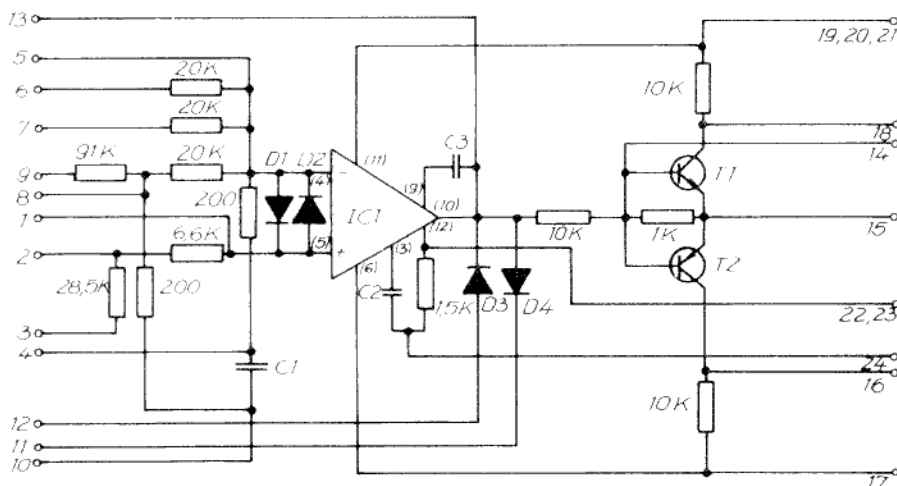 13
19, 20, 21
5
20K
6
20K
7
10K
C3
18
14
91K
20K
D1
D2
(11)
9
(4)
-
T1
8
200
IC1
(9)
(10)
1
(12)
15
6,6K
(5)
+
(3)
10K
1K
2
(6)
T2
28,5K
200
C2
1,5K
D3
D4
22, 23
3
4
C1
24
16
10K
12
11
10
17